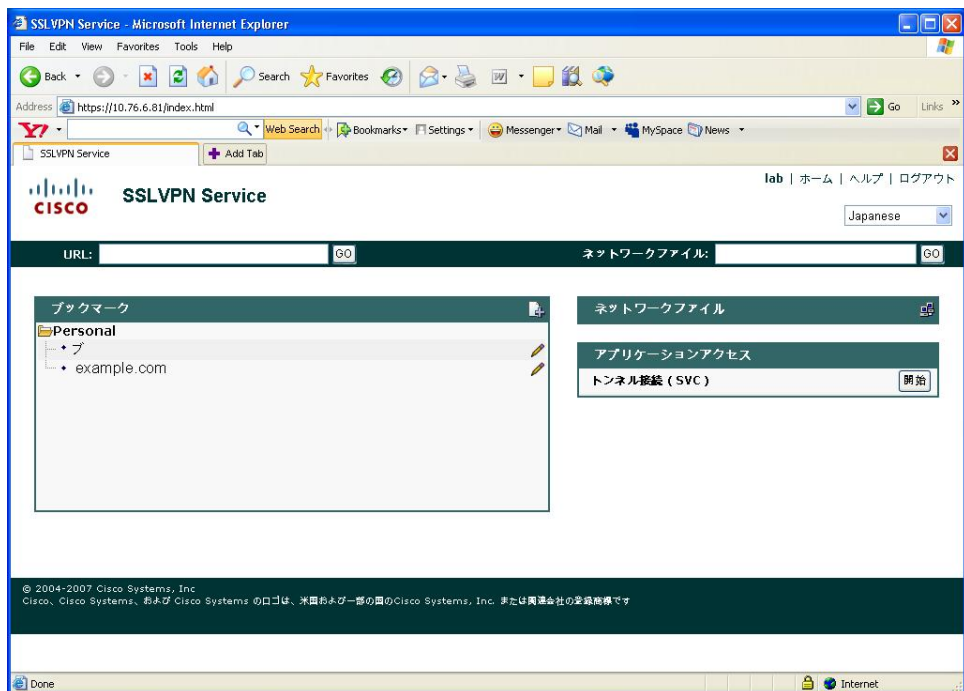 SSLVPN Service - Microsoft Internet Explorer
File Edit View Favorites Tools Help
Back Search Favorites
Address https://10.76.6.81/index.html Go Links »
Y! Web Search Bookmarks Settings Messenger Mail MySpace News
SSLVPN Service Add Tab
lab | ホーム | ヘルプ | ログアウト
CISCO SSLVPN Service
Japanese
URL: GO ネットワークファイル: GO
ブックマーク
Personal
ブ
example.com
ネットワークファイル
アプリケーションアクセス
トンネル接続 ( SVC ) 開始
© 2004-2007 Cisco Systems, Inc
Cisco、Cisco Systems、および Cisco Systems のロゴは、米国および一部の国のCisco Systems, Inc. または関連会社の登録商標です
Done Internet